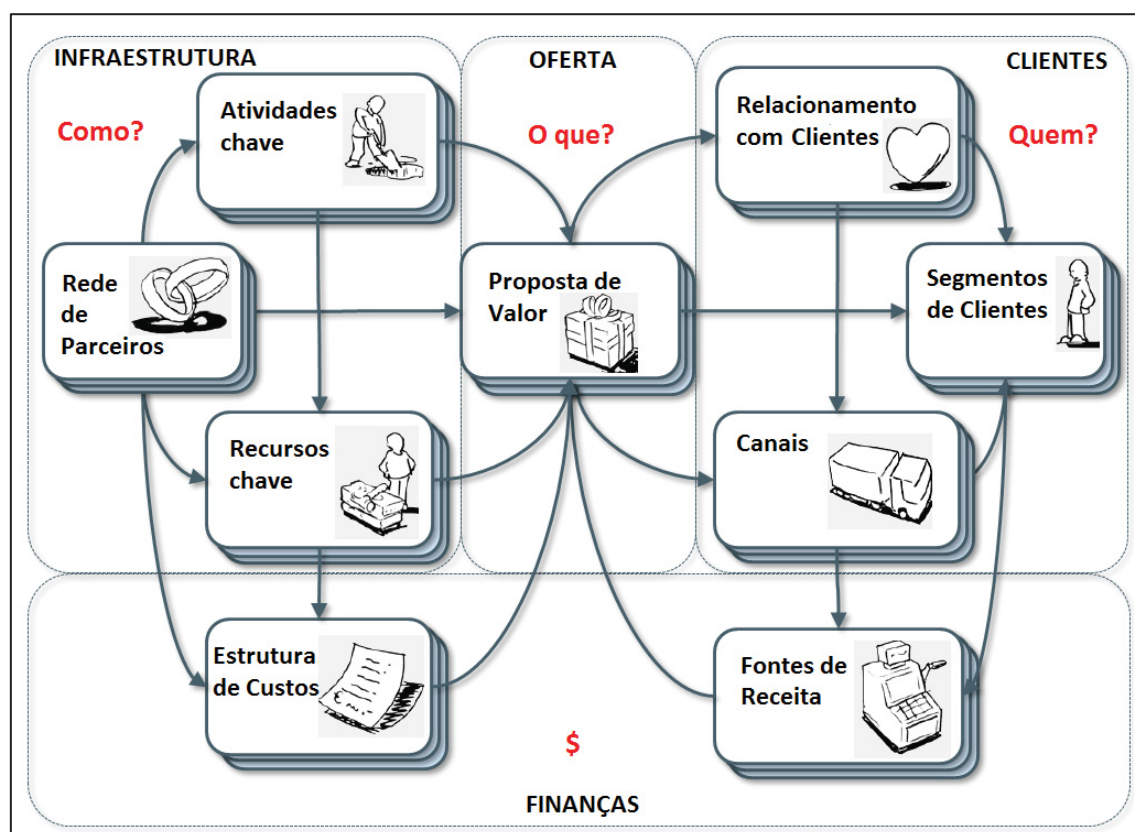 INFRAESTRUTURA
OFERTA
CLIENTES
Como?
Atividades
chave
O que?
Relacionamento
com Clientes
Quem?
Rede
de
Parceiros
Proposta de
Valor
Segmentos
de Clientes
Recursos
chave
Canais
Estrutura
de Custos
Fontes de
Receita
$
FINANÇAS